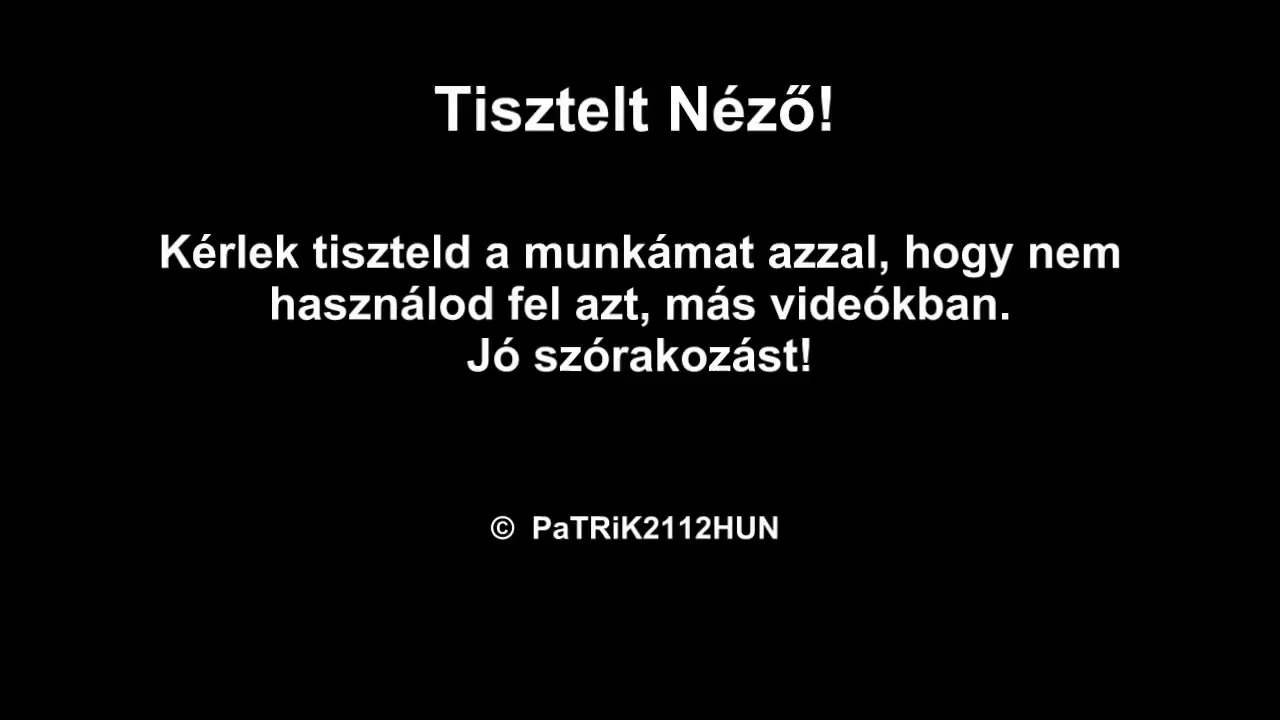 Tisztelt Néző!
Kérlek tiszteld a munkámat azzal, hogy nem
használod fel azt, más videókban.
Jó szórakozást!
© PaTRiK2112HUN